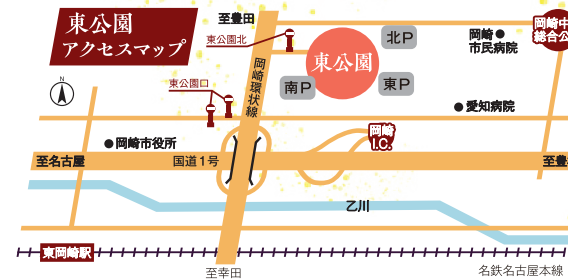 東公園
アクセスマップ
至豊田
東公園北
北P
岡崎
市民病院
岡崎中
総合公
東公園
岡崎環状線
東公園口
南P
東P
N
愛知病院
岡崎
I.C.
岡崎市役所
至名古屋
国道1号
至豊
乙川
東岡崎駅
至幸田
名鉄名古屋本線